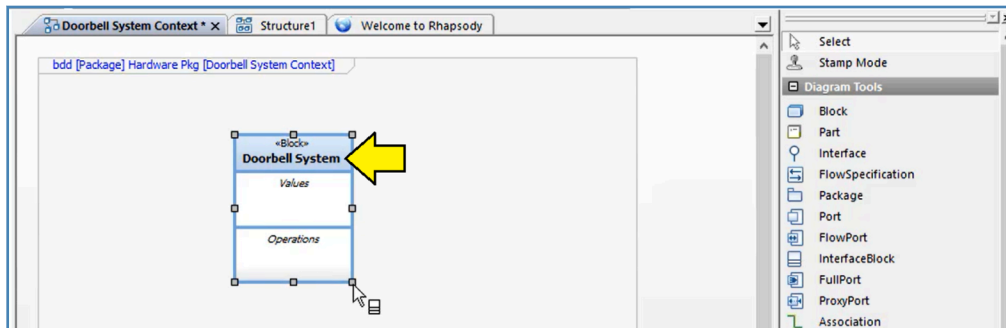 Doorbell System Context * X
Structure1
Welcome to Rhapsody
bdd [Package] Hardware Pkg [Doorbell System Context]
«Block»
Doorbell System
Values
Operations
Select
Stamp Mode
Diagram Tools
Block
Part
Interface
FlowSpecification
Package
Port
FlowPort
InterfaceBlock
FullPort
ProxyPort
Association